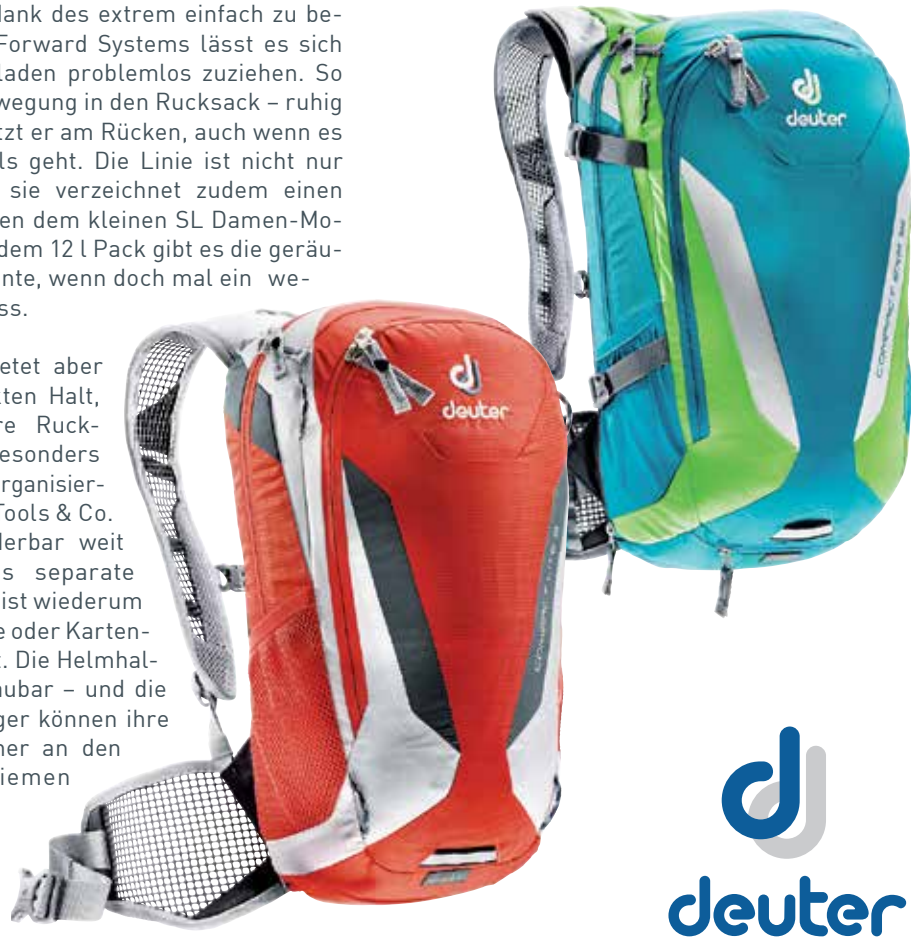 dank des extrem einfach zu be-
Forward Systems lässt es sich
laden problemlos zuziehen. So
wegung in den Rucksack – ruhig
tzt er am Rücken, auch wenn es
ls geht. Die Linie ist nicht nur
sie verzeichnet zudem einen
en dem kleinen SL Damen-Mo-
dem 12 l Pack gibt es die geräu-
nte, wenn doch mal ein we-
ss.
etet aber
ten Halt,
re Ruck-
esonders
rganisier-
Tools & Co.
derbar weit
s separate
ist wiederum
e oder Karten-
t. Die Helmhal-
aubar – und die
ger können ihre
her an den
iemen
deuter
deuter
deuter